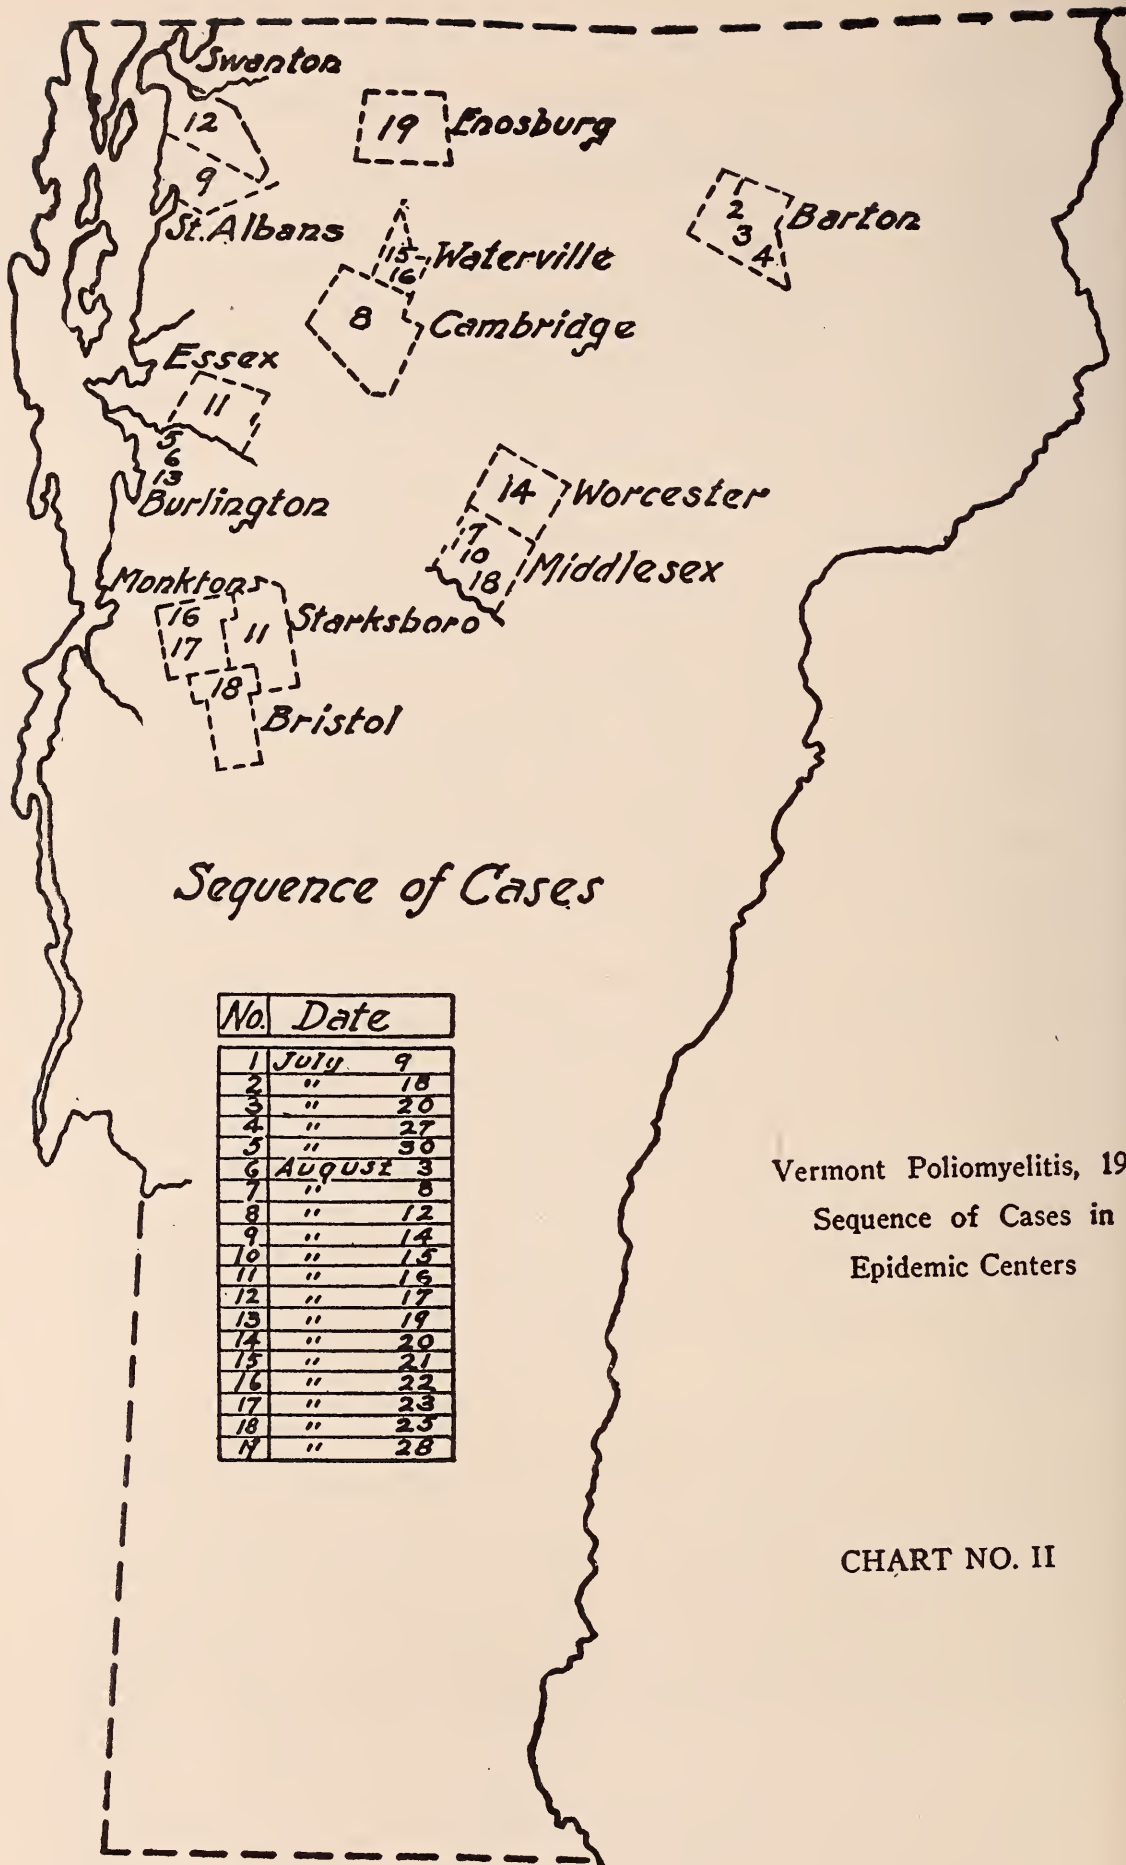 Swanton
12
19 Enosburg
9
St. Albans
2 Barton
3
4
15 Waterville
16
8 Cambridge
Essex
11
5
6
13
Burlington
14 Worcester
7
10 Middlesex
18
Monktons
16
17
11 Starksboro
18
Bristol
Sequence of Cases
No. Date
1 July 9
2 " 18
3 " 20
4 " 27
5 " 30
6 August 3
7 " 8
8 " 12
9 " 14
10 " 15
11 " 16
12 " 17
13 " 19
14 " 20
15 " 21
16 " 22
17 " 23
18 " 25
19 " 28
Vermont Poliomyelitis, 19
Sequence of Cases in
Epidemic Centers
CHART NO. II